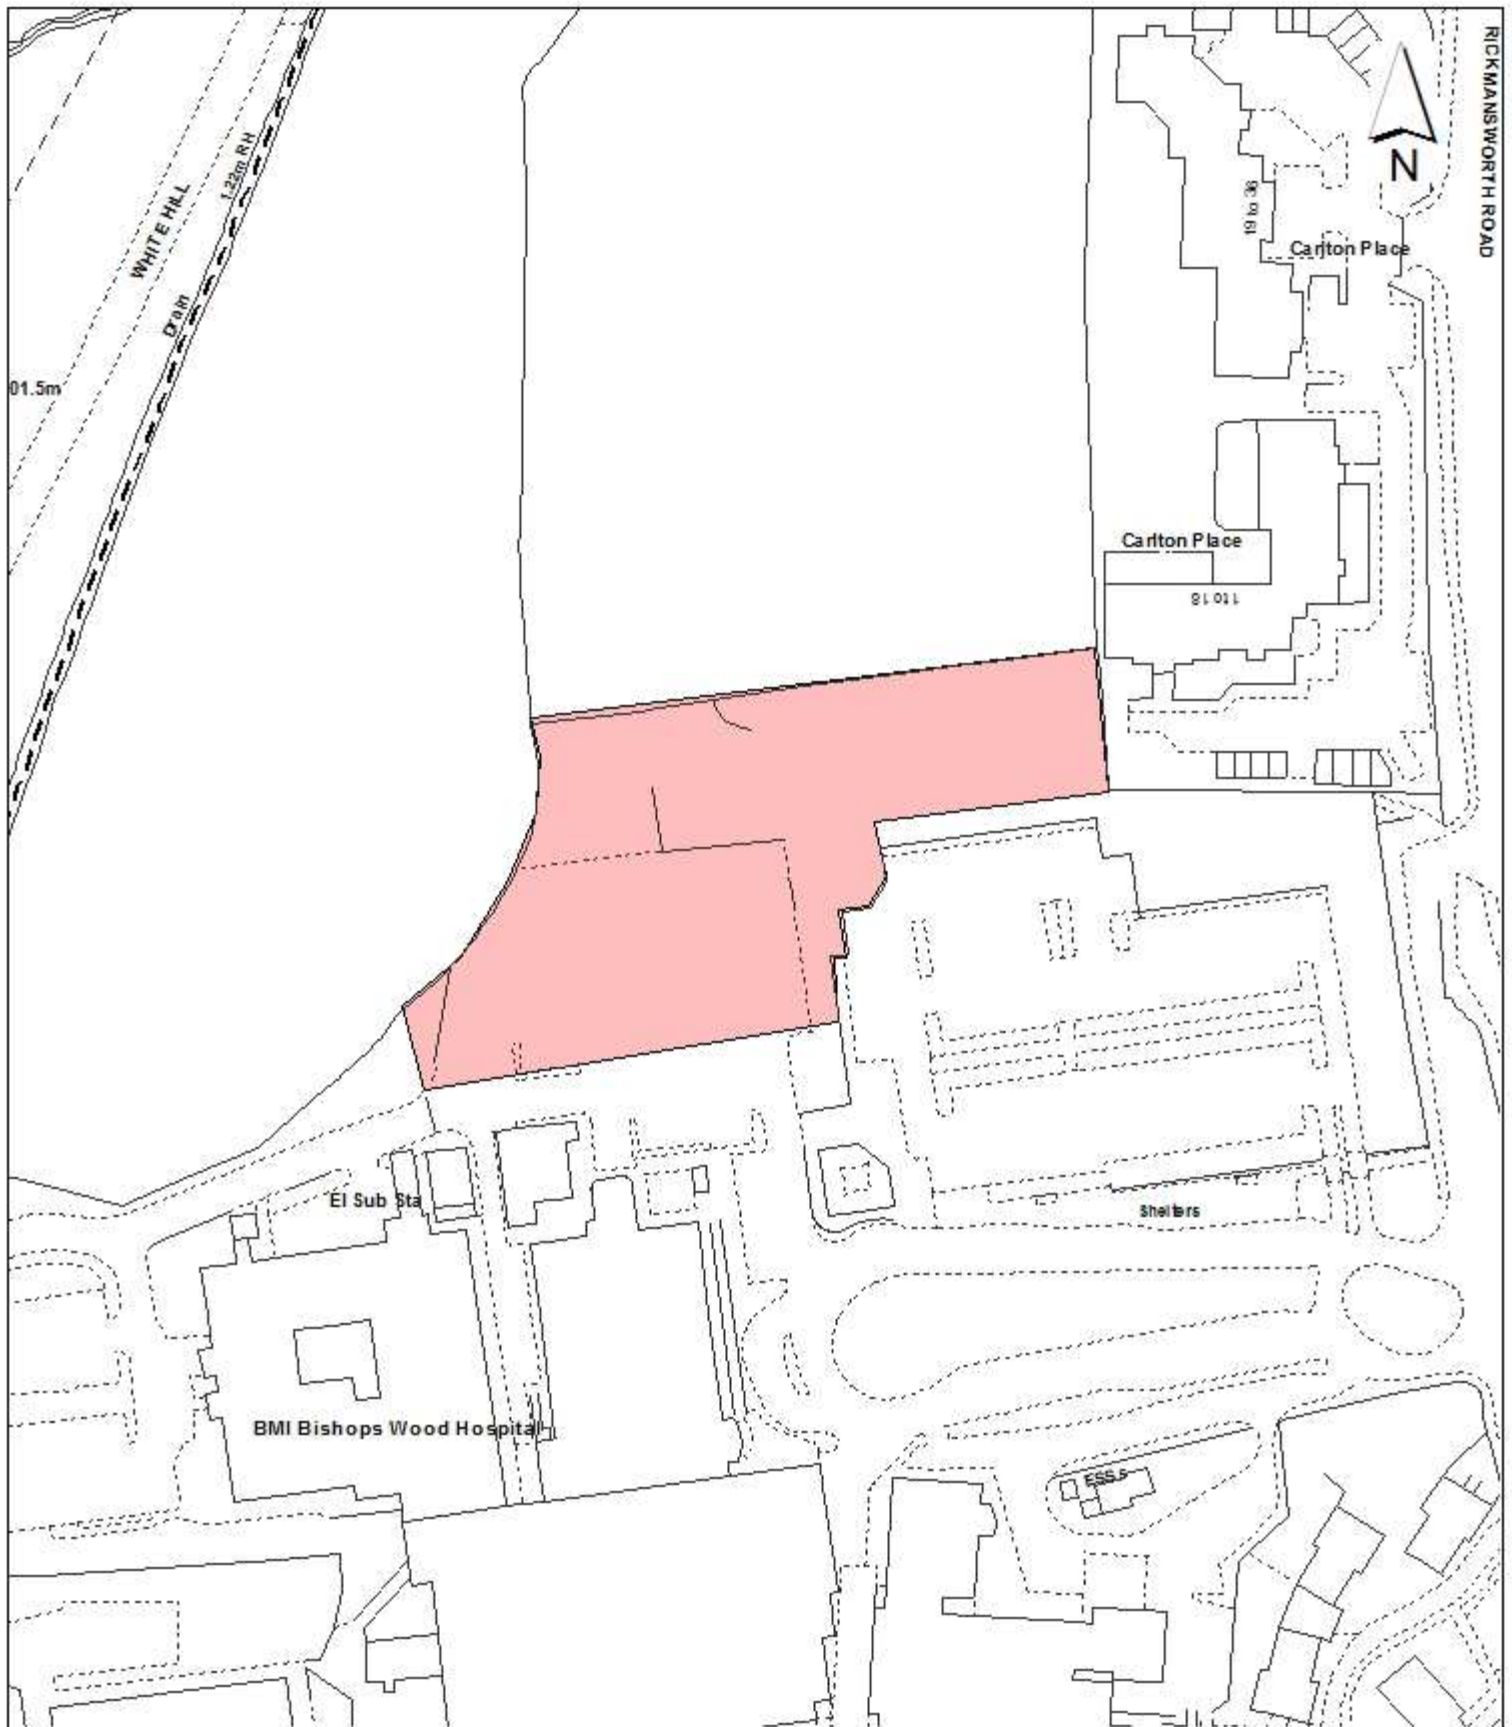 RICKMANSWORTH ROAD
N
1.22m RH
WHITE HILL
19 to 36
Carlton Place
Drain
01.5m
Carlton Place
1 to 18
El Sub Sta
Shelters
BMI Bishops Wood Hospital
ESS.s